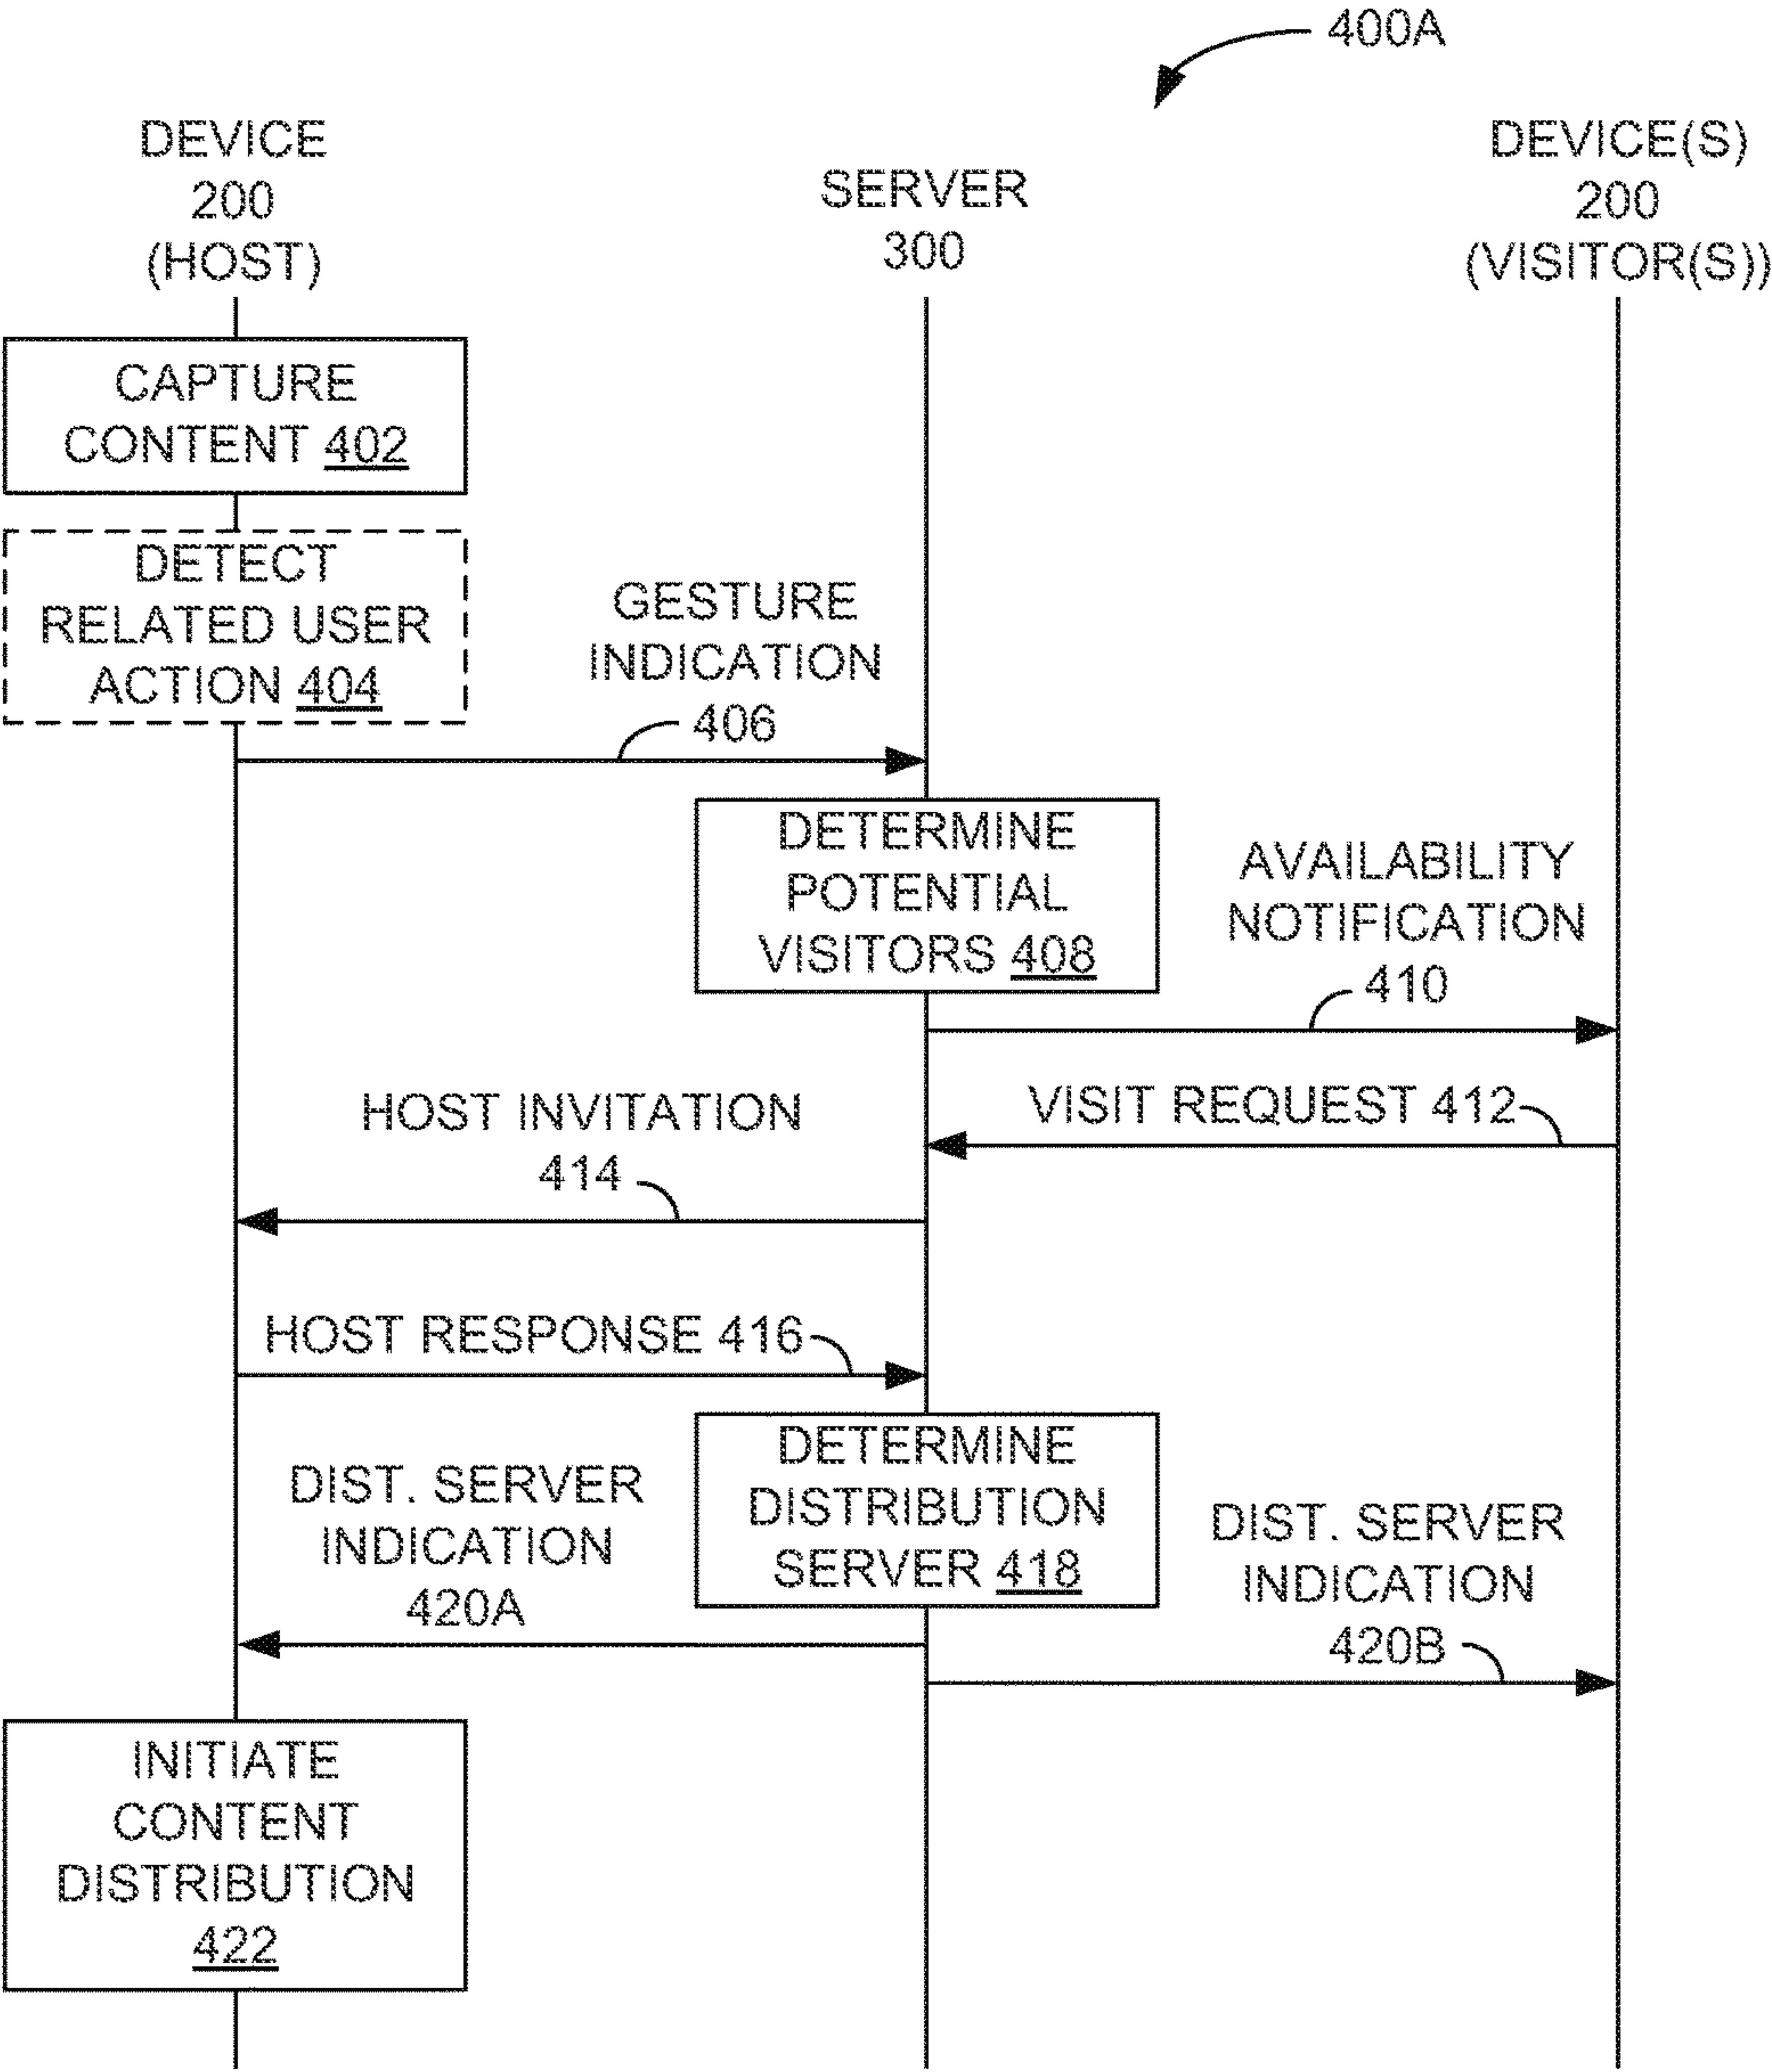 400A
DEVICE
200
(HOST)
SERVER
300
DEVICE(S)
200
(VISITOR(S))
CAPTURE
CONTENT 402
DETECT
RELATED USER
ACTION 404
GESTURE
INDICATION
406
DETERMINE
POTENTIAL
VISITORS 408
AVAILABILITY
NOTIFICATION
410
VISIT REQUEST 412
HOST INVITATION
414
HOST RESPONSE 416
DETERMINE
DISTRIBUTION
SERVER 418
DIST. SERVER
INDICATION
420A
DIST. SERVER
INDICATION
420B
INITIATE
CONTENT
DISTRIBUTION
422